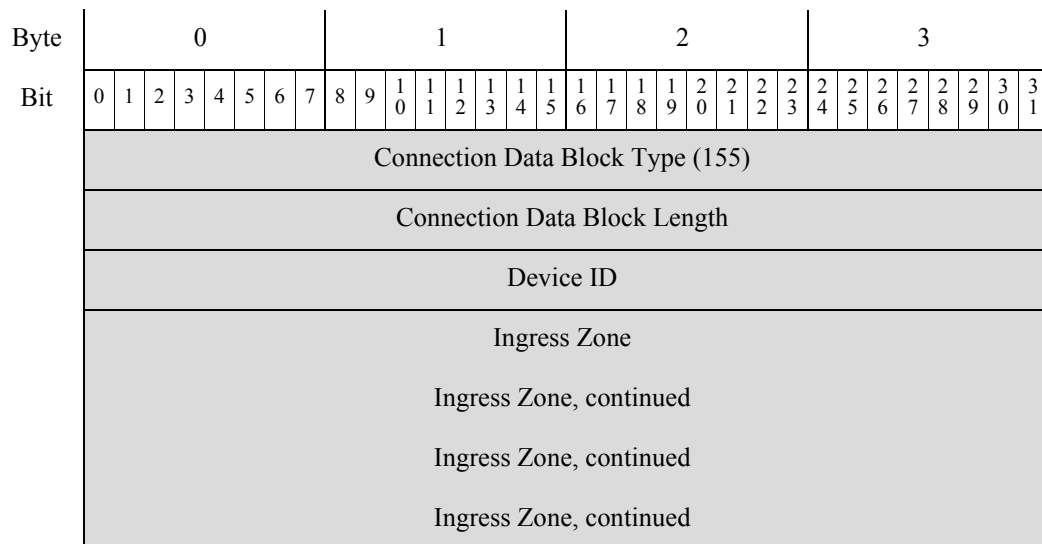 Byte 0 1 2 3
Bit 0 1 2 3 4 5 6 7 8 9 10 11 12 13 14 15 16 17 18 19 20 21 22 23 24 25 26 27 28 29 30 31
Connection Data Block Type (155)
Connection Data Block Length
Device ID
Ingress Zone
Ingress Zone, continued
Ingress Zone, continued
Ingress Zone, continued